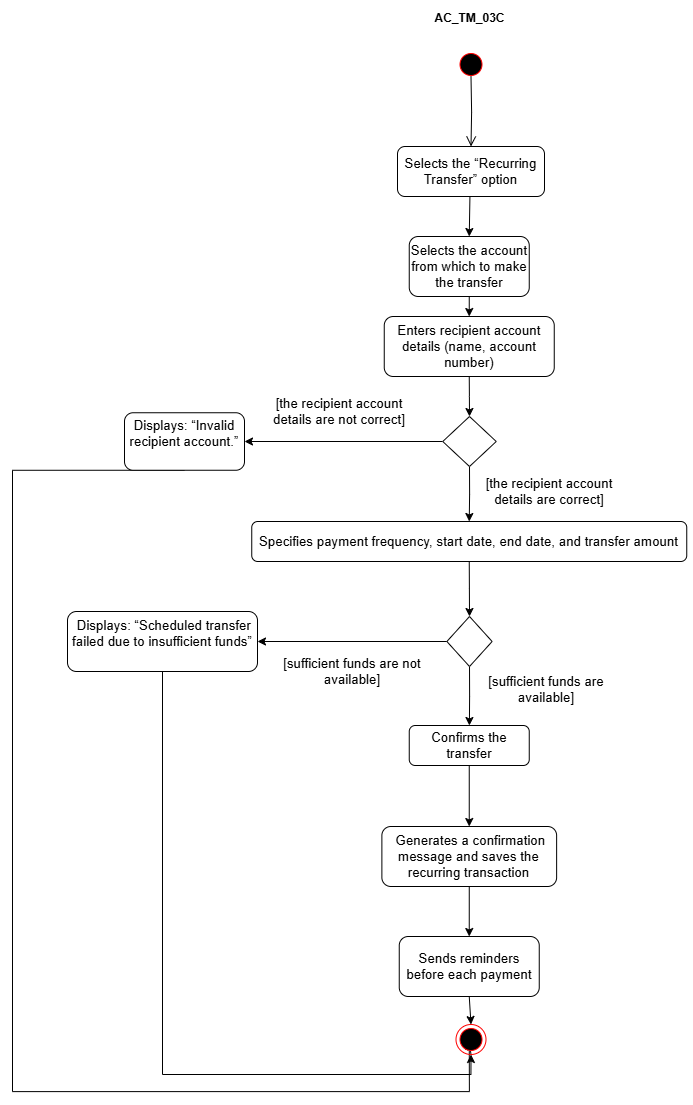 AC_TM_03C
Selects the “Recurring
Transfer” option
Selects the account
from which to make
the transfer
Enters recipient account
details (name, account
number)
[the recipient account
details are not correct]
Displays: “Invalid
recipient account.”
[the recipient account
details are correct]
Specifies payment frequency, start date, end date, and transfer amount
Displays: “Scheduled transfer
failed due to insufficient funds”
[sufficient funds are not
available]
[sufficient funds are
available]
Confirms the
transfer
Generates a confirmation
message and saves the
recurring transaction
Sends reminders
before each payment